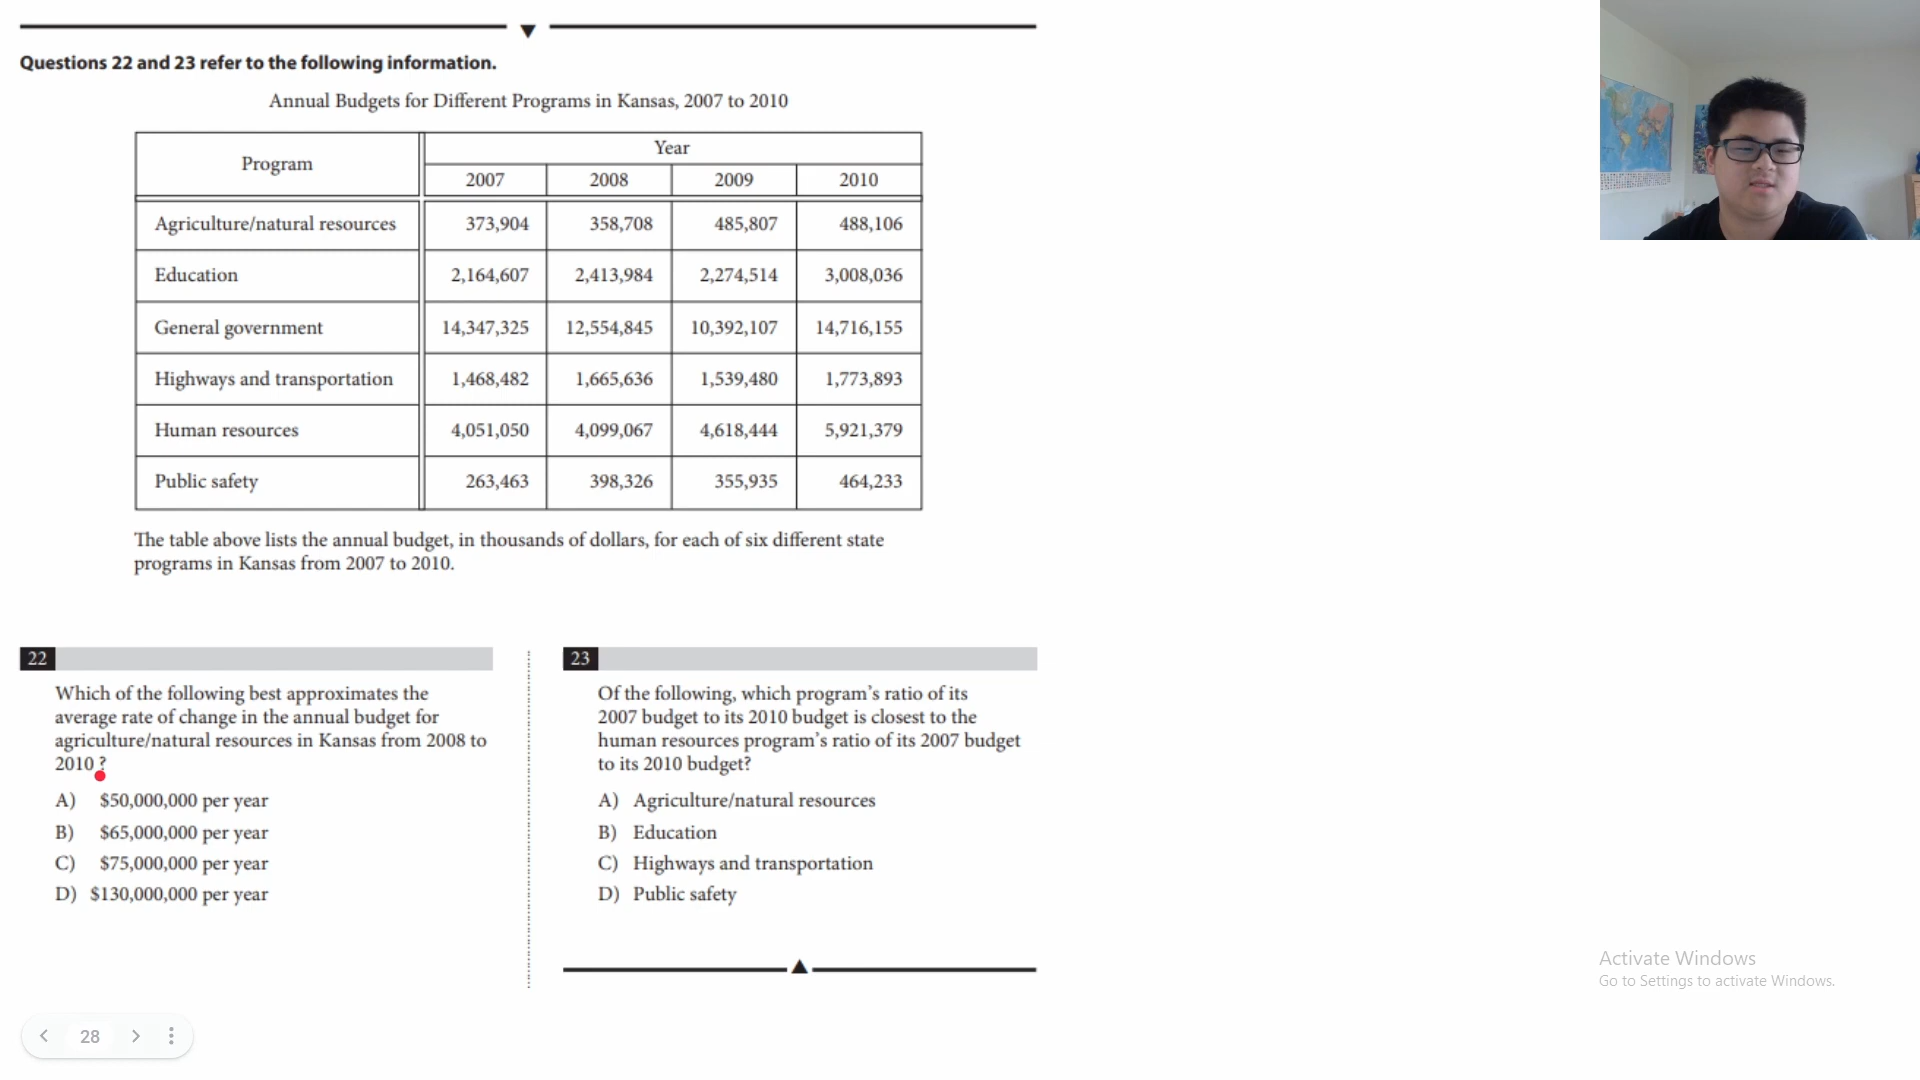 Questions 22 and 23 refer to the following information.
Annual Budgets for Different Programs in Kansas, 2007 to 2010
Program
Year
2007 2008 2009 2010
Agriculture/natural resources 373,904 358,708 485,807 488,106
Education 2,164,607 2,413,984 2,274,514 3,008,036
General government 14,347,325 12,554,845 10,392,107 14,716,155
Highways and transportation 1,468,482 1,665,636 1,539,480 1,773,893
Human resources 4,051,050 4,099,067 4,618,444 5,921,379
Public safety 263,463 398,326 355,935 464,233
The table above lists the annual budget, in thousands of dollars, for each of six different state
programs in Kansas from 2007 to 2010.
22
Which of the following best approximates the
average rate of change in the annual budget for
agriculture/natural resources in Kansas from 2008 to
2010 ?
A) $50,000,000 per year
B) $65,000,000 per year
C) $75,000,000 per year
D) $130,000,000 per year
23
Of the following, which program’s ratio of its
2007 budget to its 2010 budget is closest to the
human resources program’s ratio of its 2007 budget
to its 2010 budget?
A) Agriculture/natural resources
B) Education
C) Highways and transportation
D) Public safety
Activate Windows
Go to Settings to activate Windows.
28